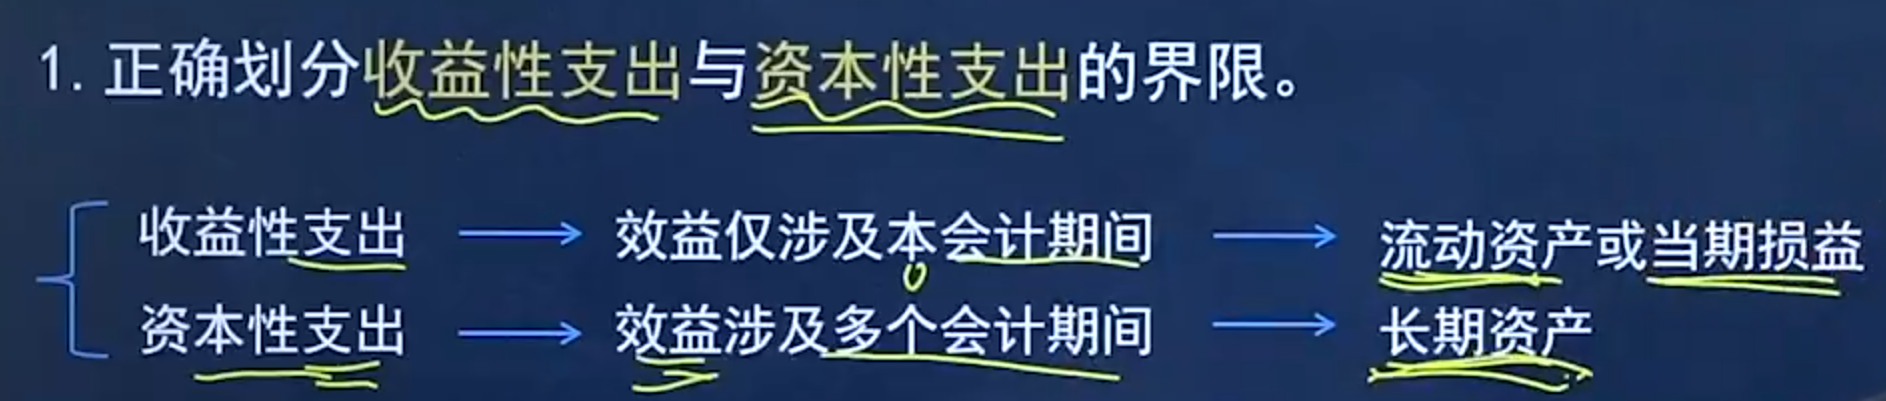 1. 正确划分收益性支出与资本性支出的界限。
收益性支出 → 效益仅涉及本会计期间 → 流动资产或当期损益
资本性支出 → 效益涉及多个会计期间 → 长期资产